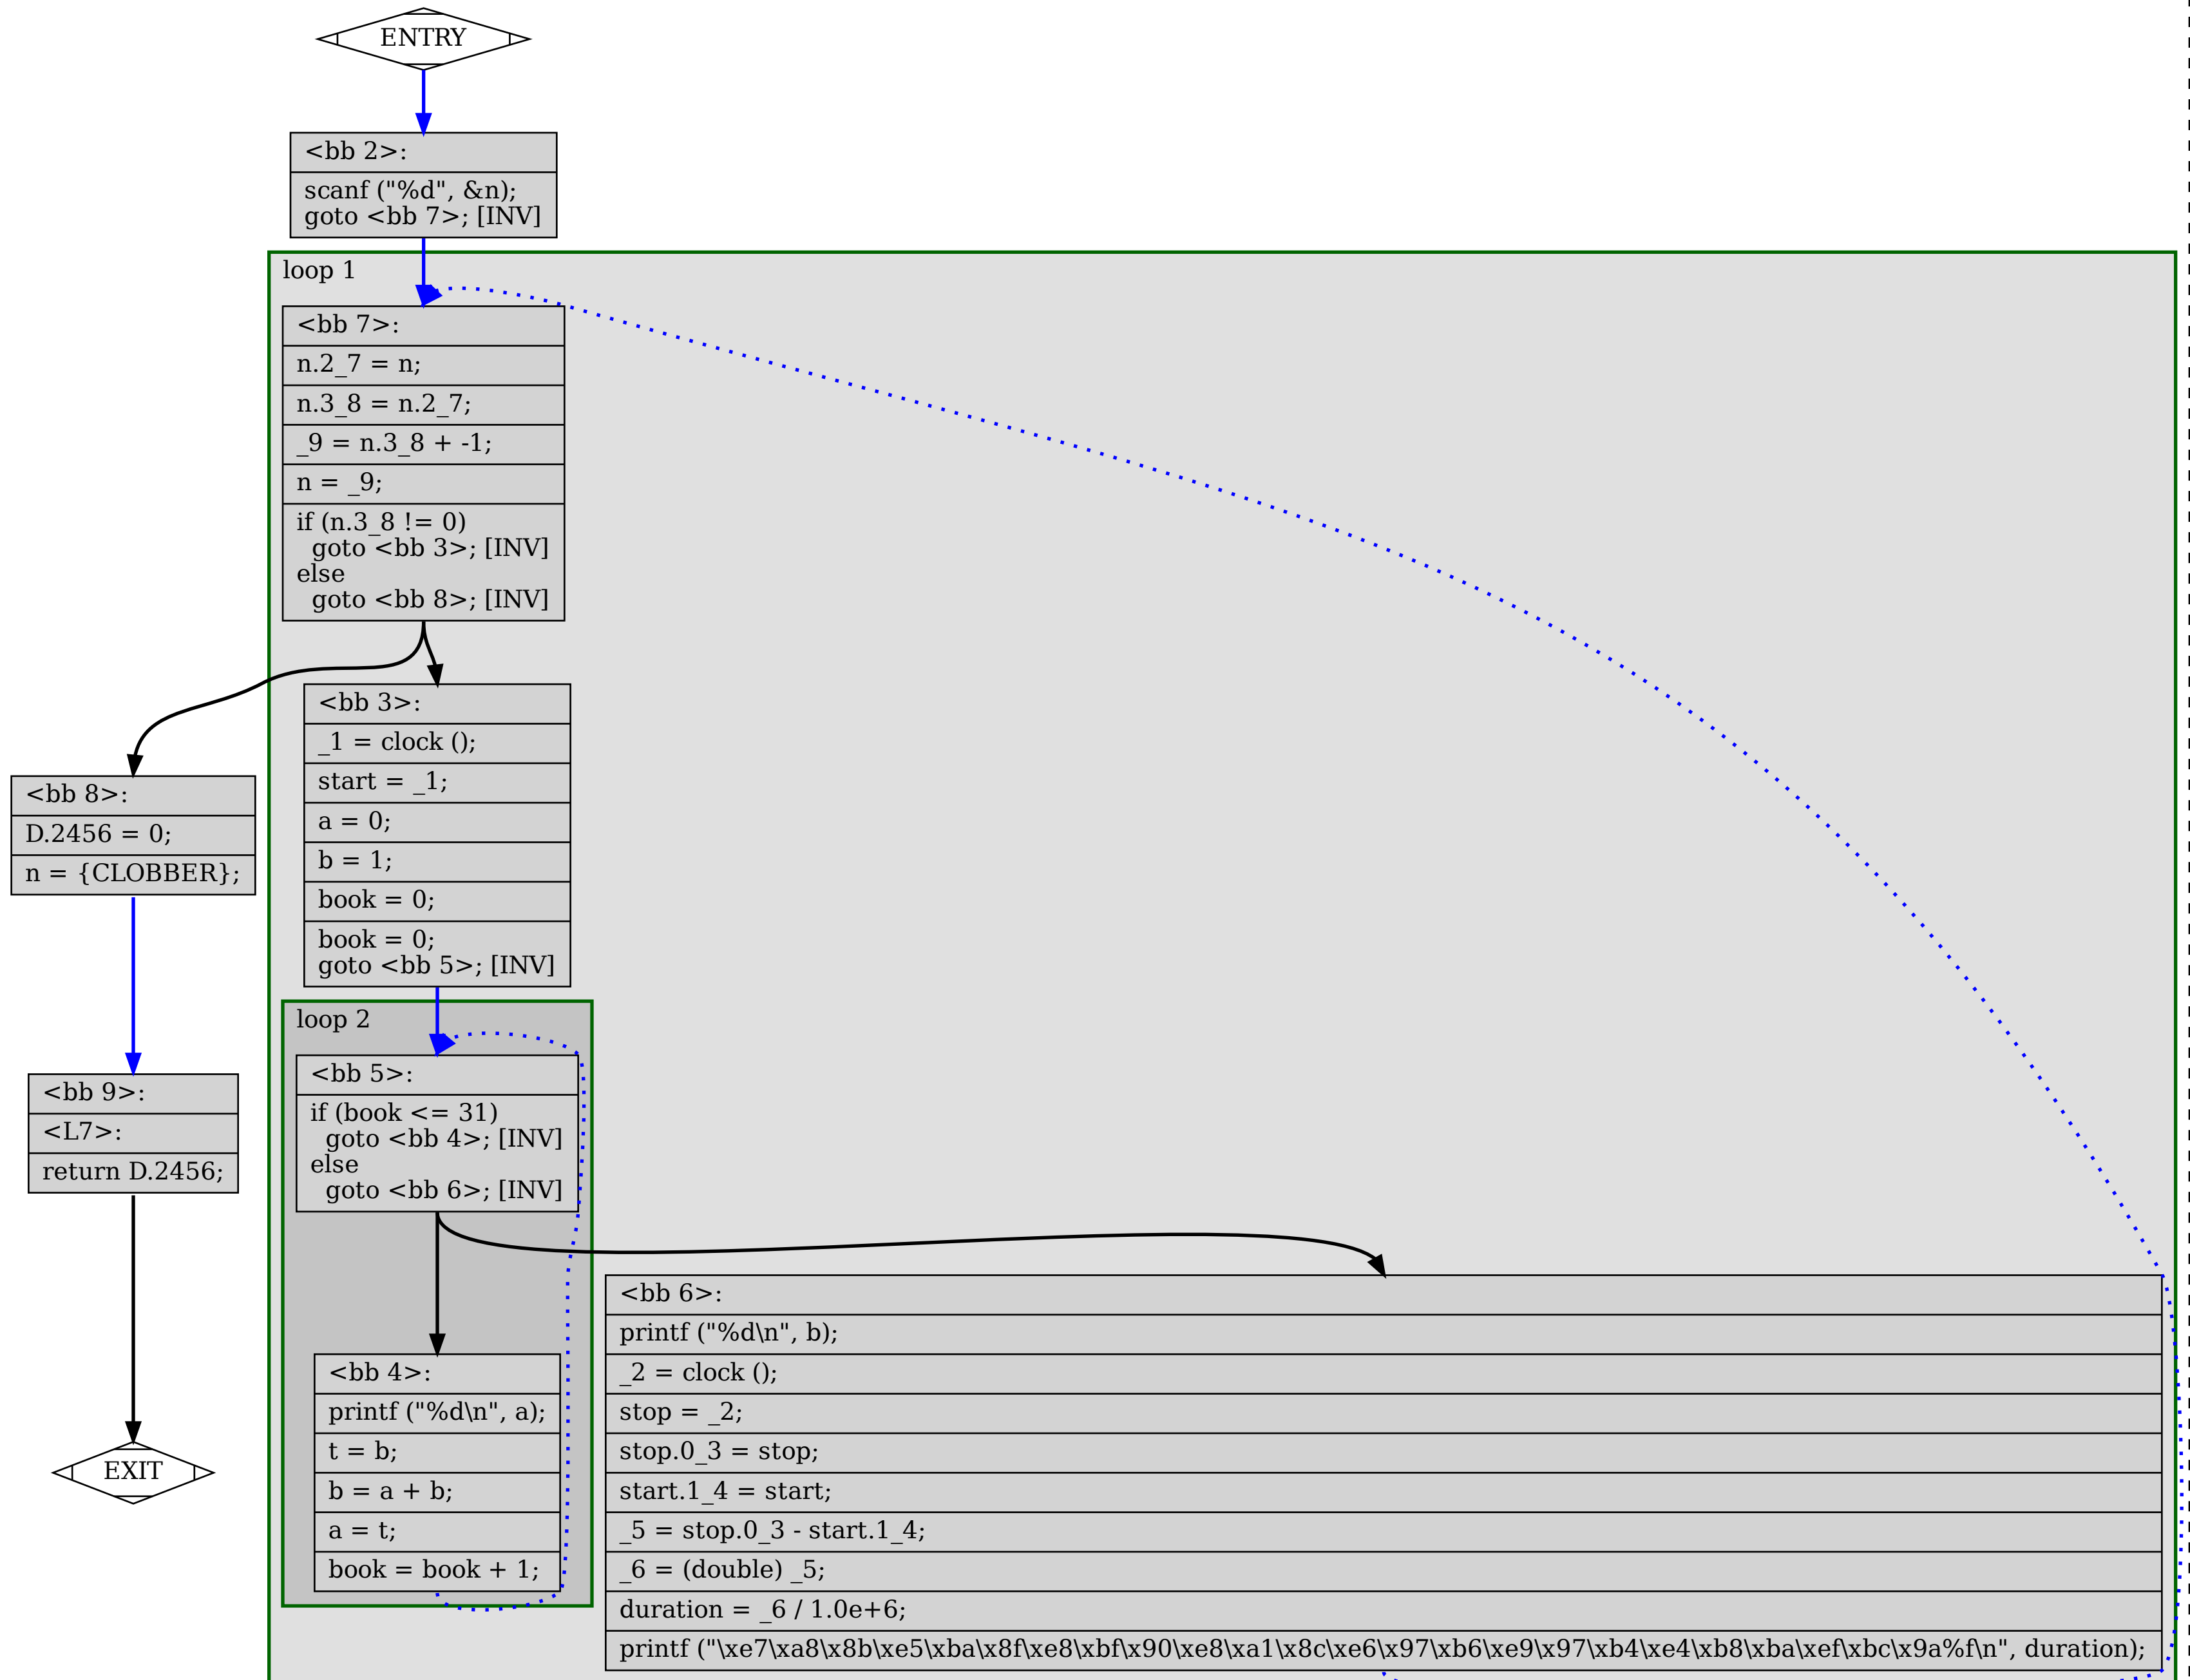 ENTRY
<bb 2>:
scanf ("%d", &n);
goto <bb 7>; [INV]
loop 1
<bb 7>:
n.2_7 = n;
n.3_8 = n.2_7;
_9 = n.3_8 + -1;
n = _9;
if (n.3_8 != 0)
goto <bb 3>; [INV]
else
goto <bb 8>; [INV]
<bb 3>:
_1 = clock ();
start = _1;
a = 0;
b = 1;
book = 0;
book = 0;
goto <bb 5>; [INV]
<bb 8>:
D.2456 = 0;
n = {CLOBBER};
loop 2
<bb 5>:
if (book <= 31)
goto <bb 4>; [INV]
else
goto <bb 6>; [INV]
<bb 9>:
<L7>:
return D.2456;
<bb 6>:
printf ("%d\n", b);
_2 = clock ();
stop = _2;
stop.0_3 = stop;
start.1_4 = start;
_5 = stop.0_3 - start.1_4;
_6 = (double) _5;
duration = _6 / 1.0e+6;
printf ("\xe7\xa8\x8b\xe5\xba\x8f\xe8\xbf\x90\xe8\xa1\x8c\xe6\x97\xb6\xe9\x97\xb4\xe4\xb8\xba\xef\xbc\x9a%f\n", duration);
<bb 4>:
printf ("%d\n", a);
t = b;
b = a + b;
a = t;
book = book + 1;
EXIT